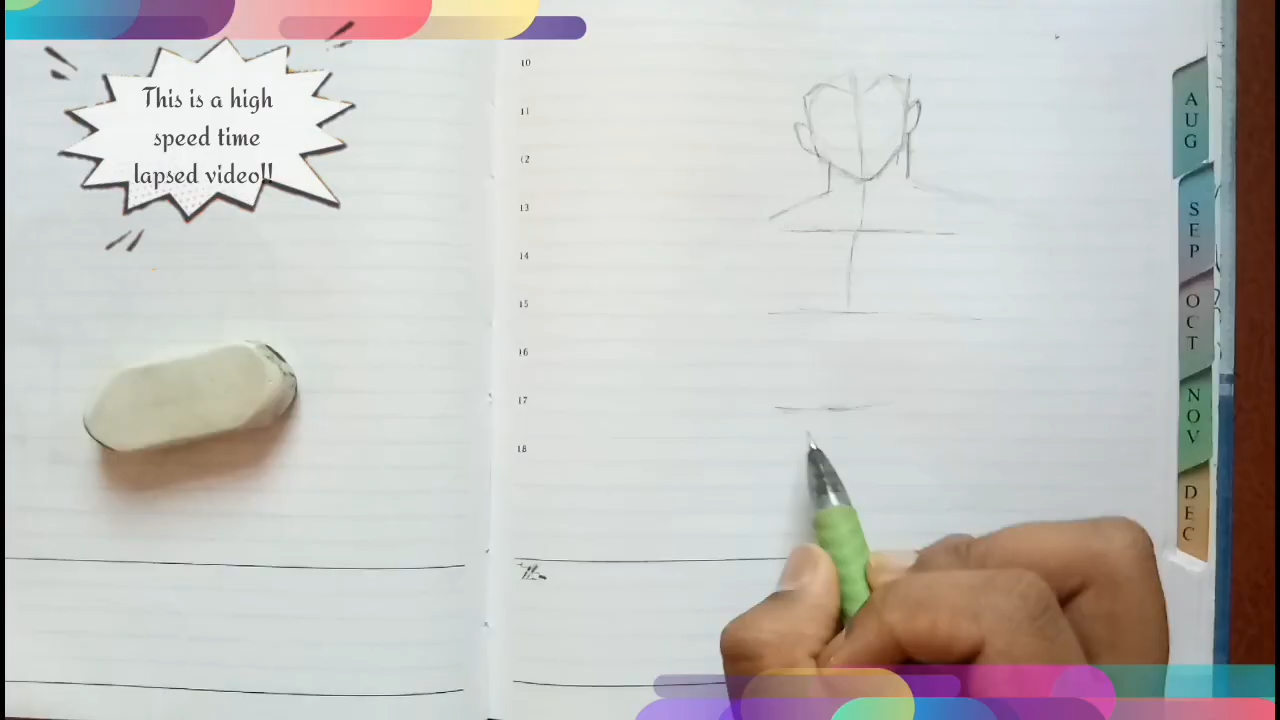 This is a high
speed time
lapsed video!!
10
11
12
13
14
15
16
17
18
AUG
SEP
OCT
NOV
DEC